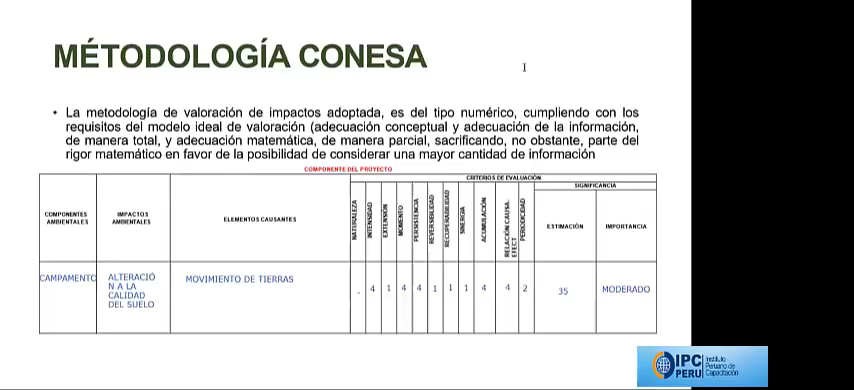 MÉTODOLOGÍA CONESA
• La metodología de valoración de impactos adoptada, es del tipo numérico, cumpliendo con los
requisitos del modelo ideal de valoración (adecuación conceptual y adecuación de la información,
de manera total, y adecuación matemática, de manera parcial, sacrificando, no obstante, parte del
rigor matemático en favor de la posibilidad de considerar una mayor cantidad de información
COMPONENTE DEL PROYECTO
CRITERIOS DE EVALUACIÓN
SIGNIFICANCIA
COMPONENTES
AMBIENTALES
IMPACTOS
AMBIENTALES
ELEMENTOS CAUSANTES
NATURALEZA
INTENSIDAD
EXTENSIÓN
MOMENTO
PERSISTENCIA
REVERSIBILIDAD
RECUPERABILIDAD
SINERGIA
ACUMULACIÓN
RELACIÓN CAUSA-
EFECT
PERIODICIDAD
ESTIMACIÓN
IMPORTANCIA
CAMPAMENTO
ALTERACIÓ
N A LA
CALIDAD
DEL SUELO
MOVIMIENTO DE TIERRAS
- 4 1 4 4 1 1 1 4 4 2
35
MODERADO
IPC
PERU
Instituto
Peruano de
Capacitación